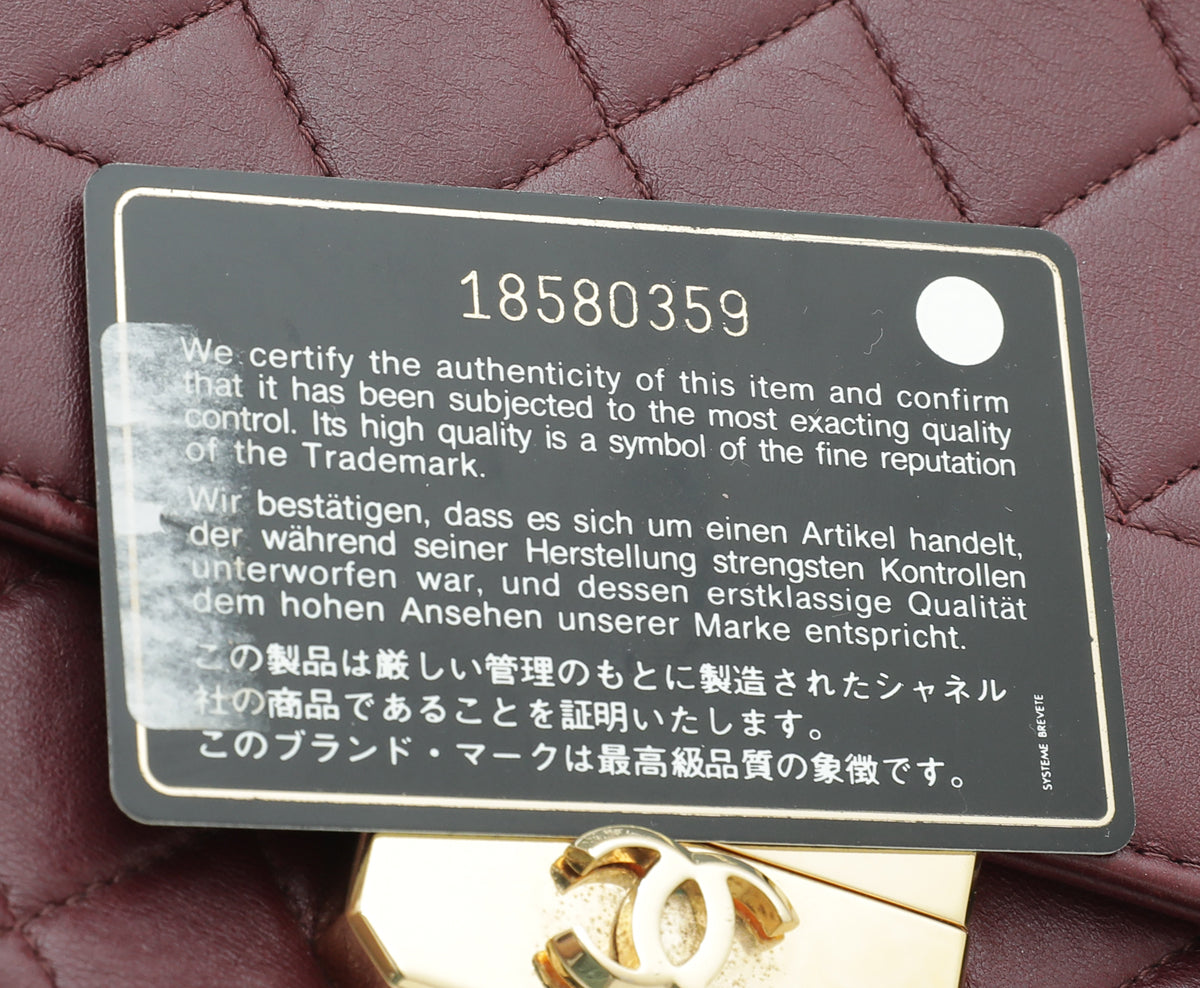 18580359
We certify the authenticity of this item and confirm
that it has been subjected to the most exacting quality
control. Its high quality is a symbol of the fine reputation
of the Trademark.
Wir bestätigen, dass es sich um einen Artikel handelt,
der während seiner Herstellung strengsten Kontrollen
unterworfen war, und dessen erstklassige Qualität
dem hohen Ansehen unserer Marke entspricht.
この製品は厳しい管理のもとに製造されたシャネル
社の商品であることを証明いたします。
このブランド・マークは最高級品質の象徴です。
SYSTEME BREVETE